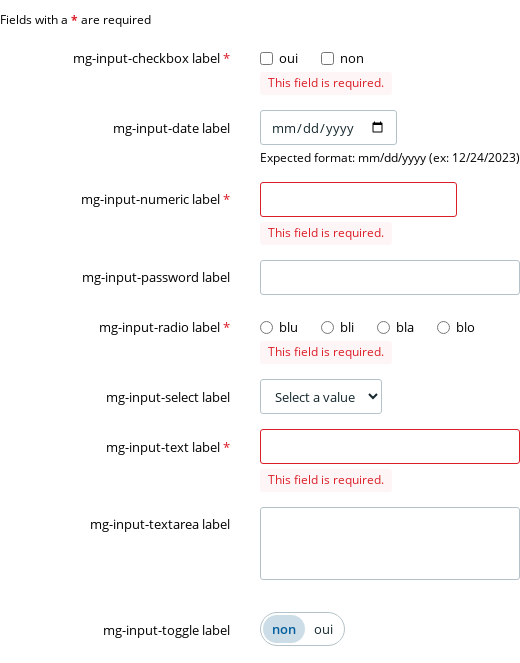 Fields with a * are required
mg-input-checkbox label * oui non
This field is required.
mg-input-date label mm/dd/yyyy
Expected format: mm/dd/yyyy (ex: 12/24/2023)
mg-input-numeric label *
This field is required.
mg-input-password label
mg-input-radio label * blu bli bla blo
This field is required.
mg-input-select label Select a value
mg-input-text label *
This field is required.
mg-input-textarea label
mg-input-toggle label non oui